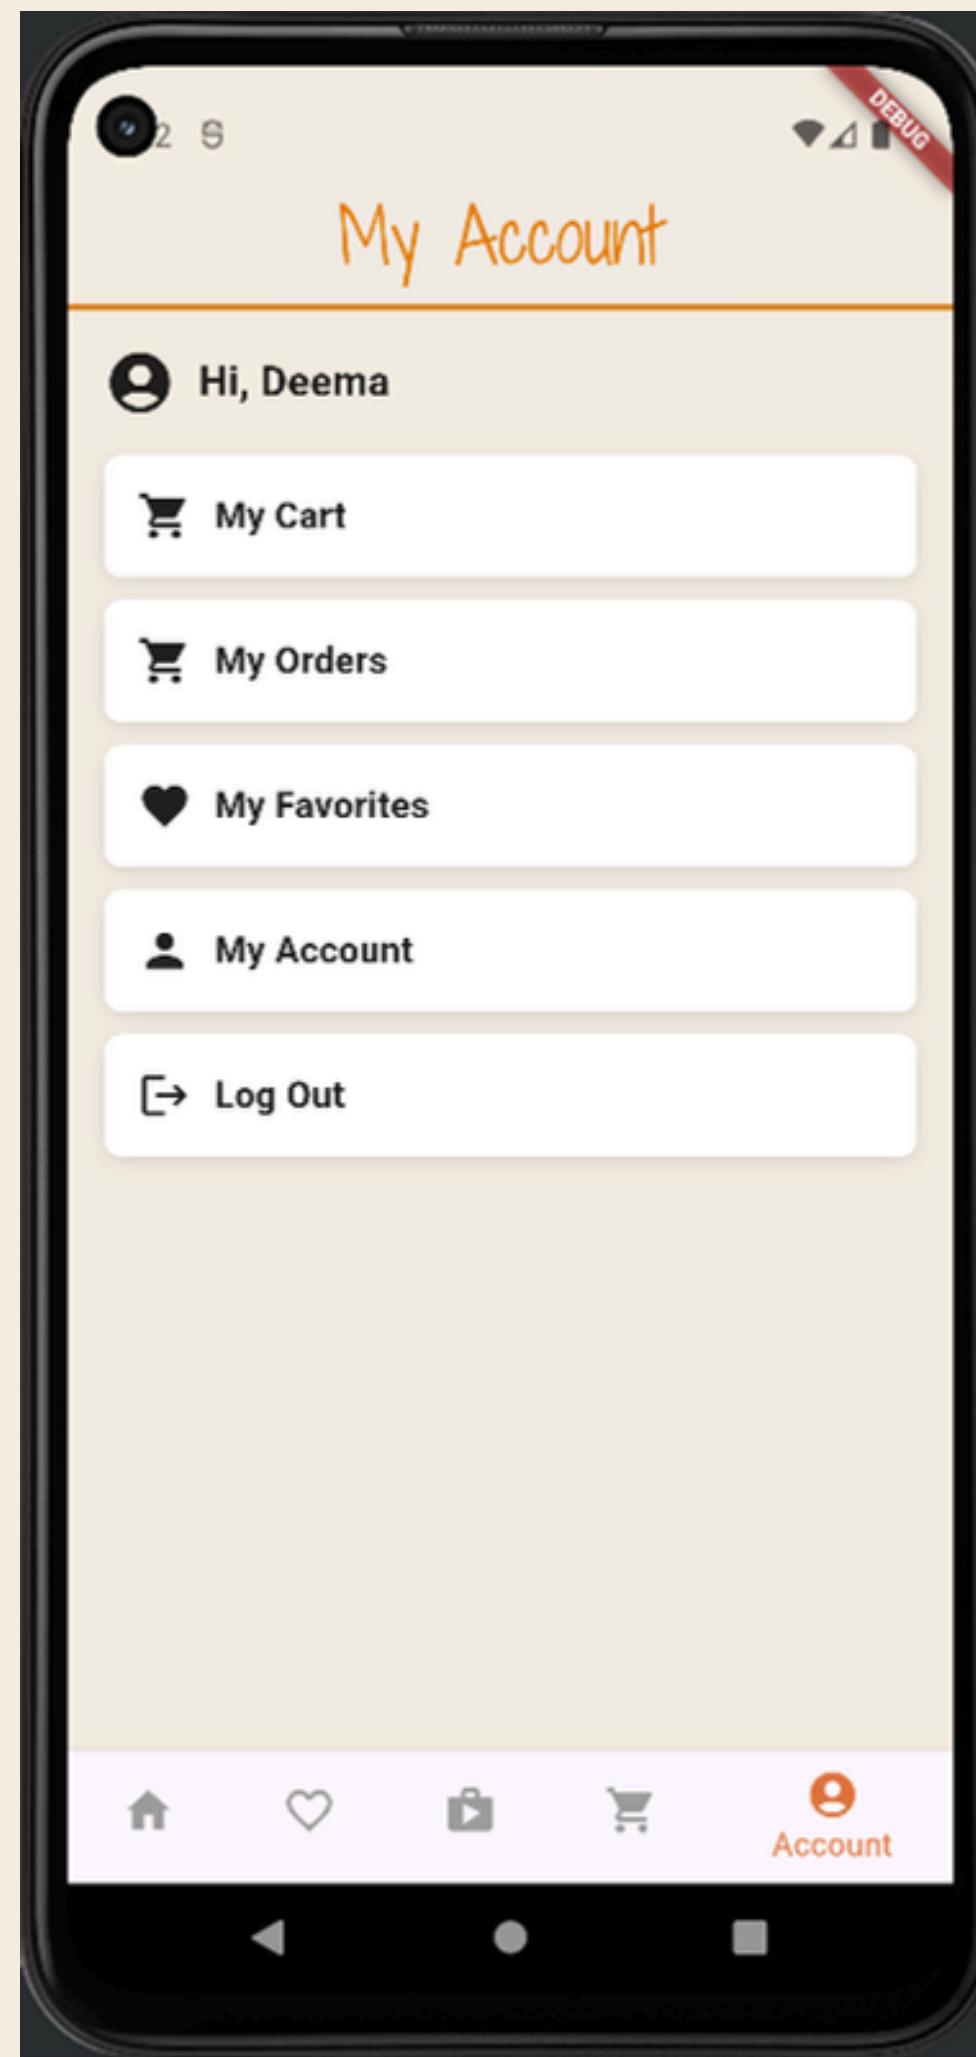 2
DEBUG
My Account
Hi, Deema
My Cart
My Orders
My Favorites
My Account
Log Out
Account